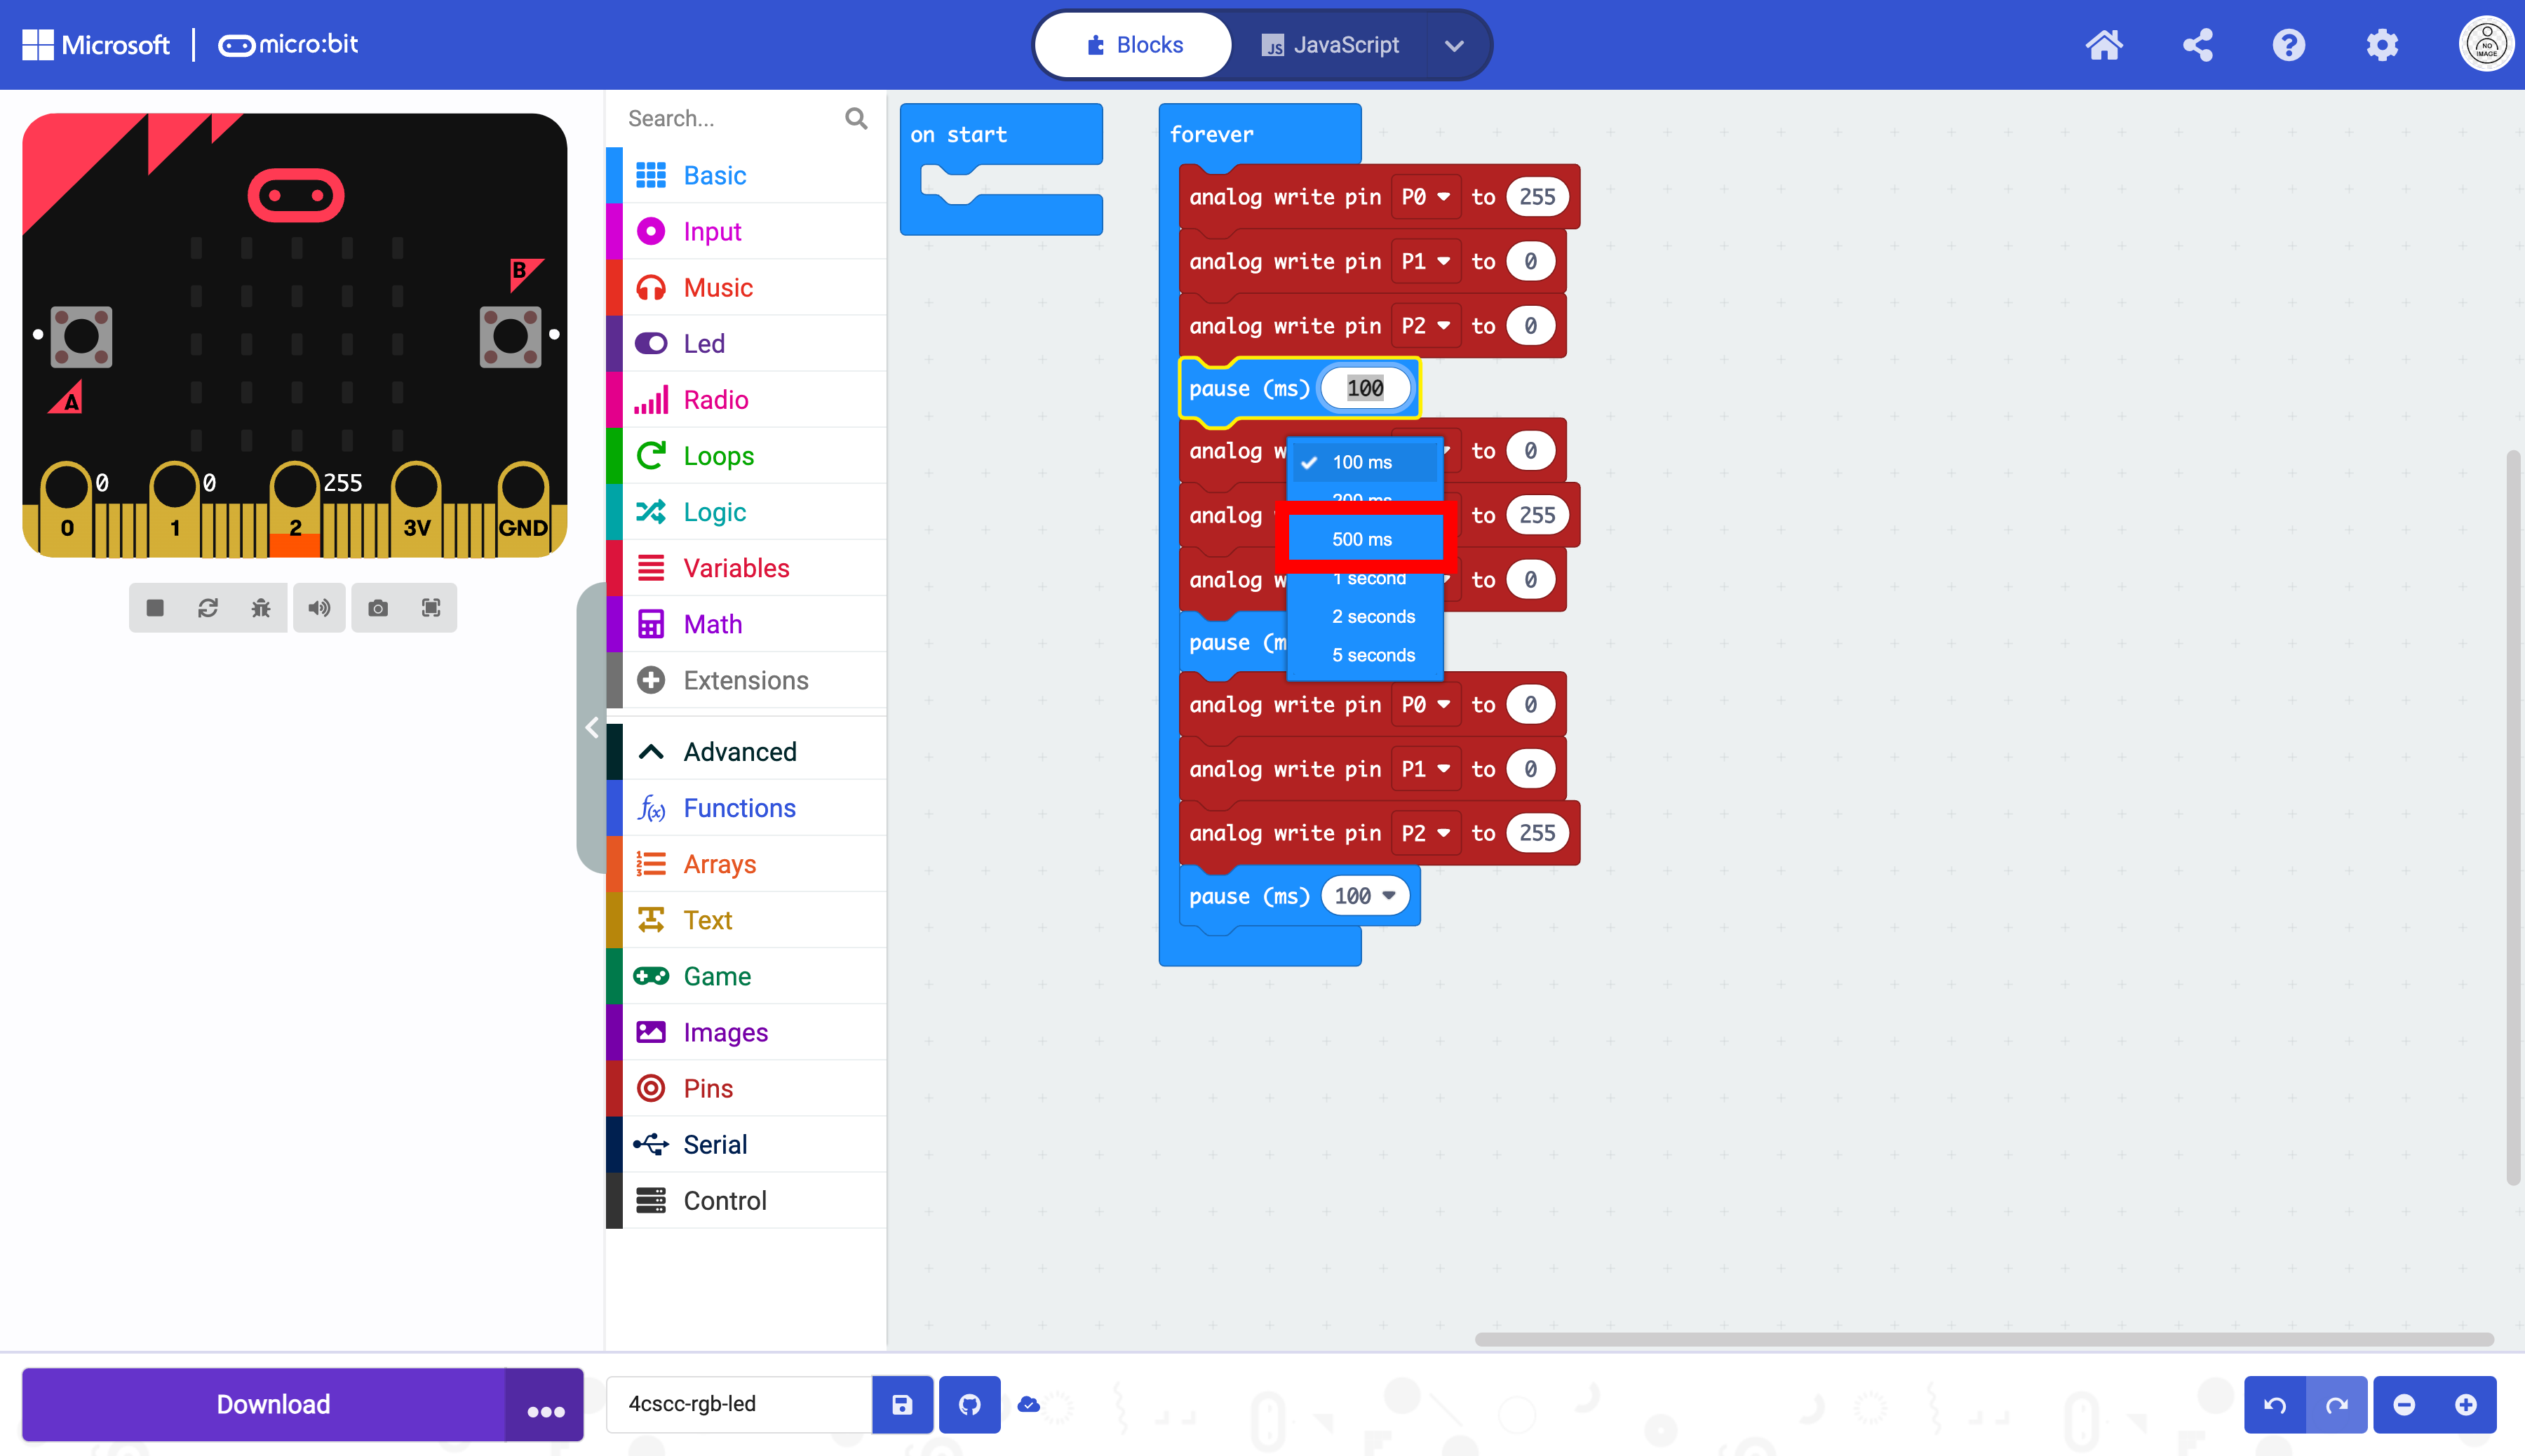 Microsoft
micro:bit
Blocks
JS JavaScript
NO IMAGE
A
B
0
0
255
0
1
2
3V
GND
Search...
Basic
Input
Music
Led
Radio
Loops
Logic
Variables
Math
Extensions
Advanced
Functions
Arrays
Text
Game
Images
Pins
Serial
Control
on start
forever
analog write pin P0 to 255
analog write pin P1 to 0
analog write pin P2 to 0
pause (ms) 100
analog w to 0
analog to 255
analog w to 0
pause (m
100 ms
200 ms
500 ms
1 second
2 seconds
5 seconds
analog write pin P0 to 0
analog write pin P1 to 0
analog write pin P2 to 255
pause (ms) 100
Download
4cscc-rgb-led